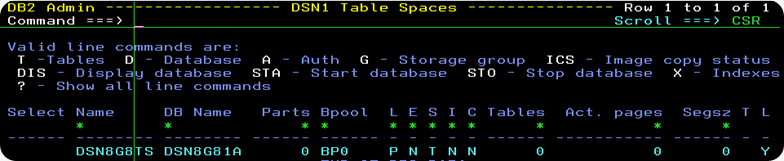 DB2 Admin ------------------- DSN1 Table Spaces ----------------- Row 1 to 1 of 1
Command ===> _ Scroll ===> CSR
Valid line commands are:
T -Tables D - Database A - Auth G - Storage group ICS - Image copy status
DIS - Display database STA - Start database STO - Stop database X - Indexes
? - Show all line commands
Select Name DB Name Parts Bpool L E S I C Tables Act. pages Segsz T L
* * * * * * * * * * * * * * *
------ -------- -------- ------ -------- - - - - - -------- ----------- -------- - -
DSN8G8TS DSN8G81A 0 BP0 P N T N N 0 0 0 Y